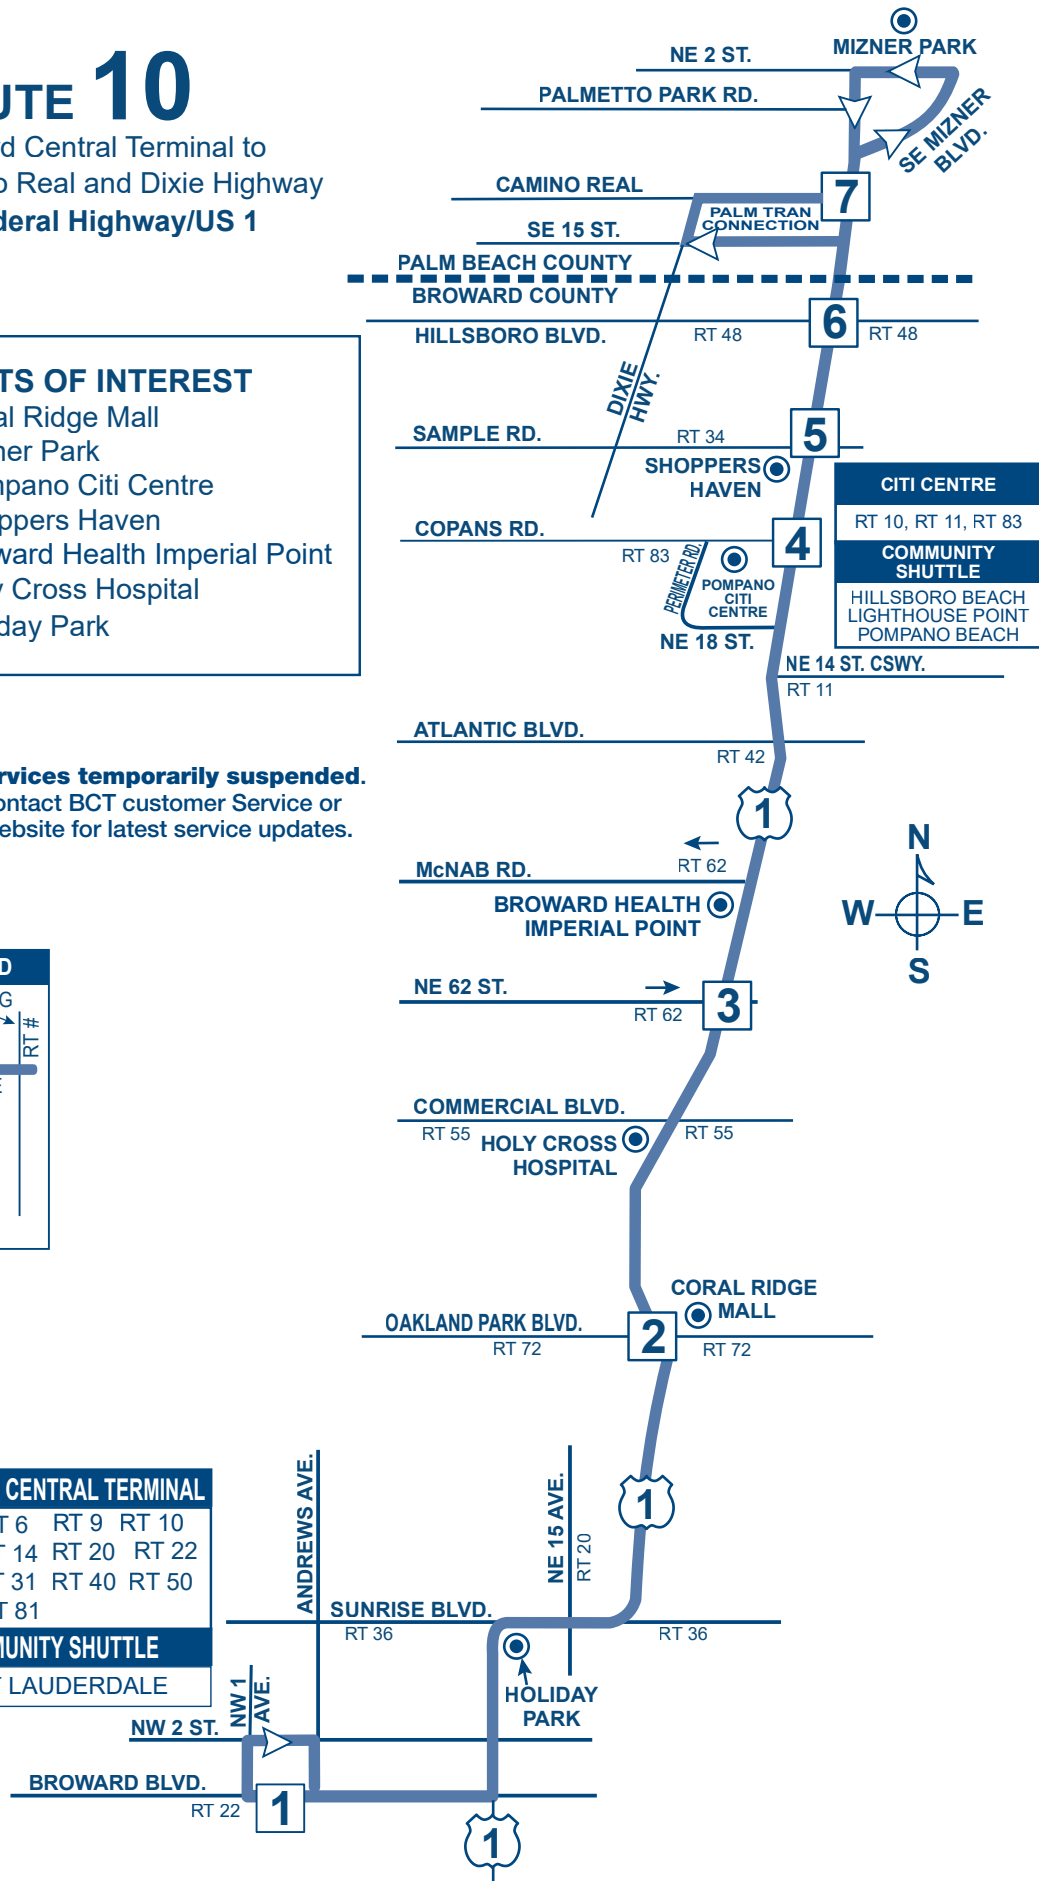 UTE 10
d Central Terminal to
o Real and Dixie Highway
deral Highway/US 1
TS OF INTEREST
al Ridge Mall
ner Park
mpano Citi Centre
ppers Haven
ward Health Imperial Point
y Cross Hospital
iday Park
rvices temporarily suspended.
ontact BCT customer Service or
ebsite for latest service updates.
D
G
RT #
E
CENTRAL TERMINAL
T 6 RT 9 RT 10
T 14 RT 20 RT 22
T 31 RT 40 RT 50
T 81
MUNITY SHUTTLE
T LAUDERDALE
MIZNER PARK
NE 2 ST.
PALMETTO PARK RD.
SE MIZNER
BLVD.
CAMINO REAL
7
PALM TRAN
CONNECTION
SE 15 ST.
PALM BEACH COUNTY
BROWARD COUNTY
HILLSBORO BLVD.
RT 48
6
RT 48
DIXIE
HWY.
SAMPLE RD.
RT 34
5
SHOPPERS
HAVEN
CITI CENTRE
RT 10, RT 11, RT 83
COMMUNITY
SHUTTLE
HILLSBORO BEACH
LIGHTHOUSE POINT
POMPANO BEACH
COPANS RD.
RT 83
4
PERIMETER RD.
POMPANO
CITI
CENTRE
NE 18 ST.
NE 14 ST. CSWY.
RT 11
ATLANTIC BLVD.
RT 42
1
McNAB RD.
RT 62
BROWARD HEALTH
IMPERIAL POINT
N
W E
S
NE 62 ST.
RT 62
3
COMMERCIAL BLVD.
RT 55
RT 55
HOLY CROSS
HOSPITAL
CORAL RIDGE
MALL
OAKLAND PARK BLVD.
RT 72
2
RT 72
1
ANDREWS AVE.
NE 15 AVE.
RT 20
SUNRISE BLVD.
RT 36
RT 36
HOLIDAY
PARK
NW 1
AVE.
NW 2 ST.
BROWARD BLVD.
RT 22
1
1